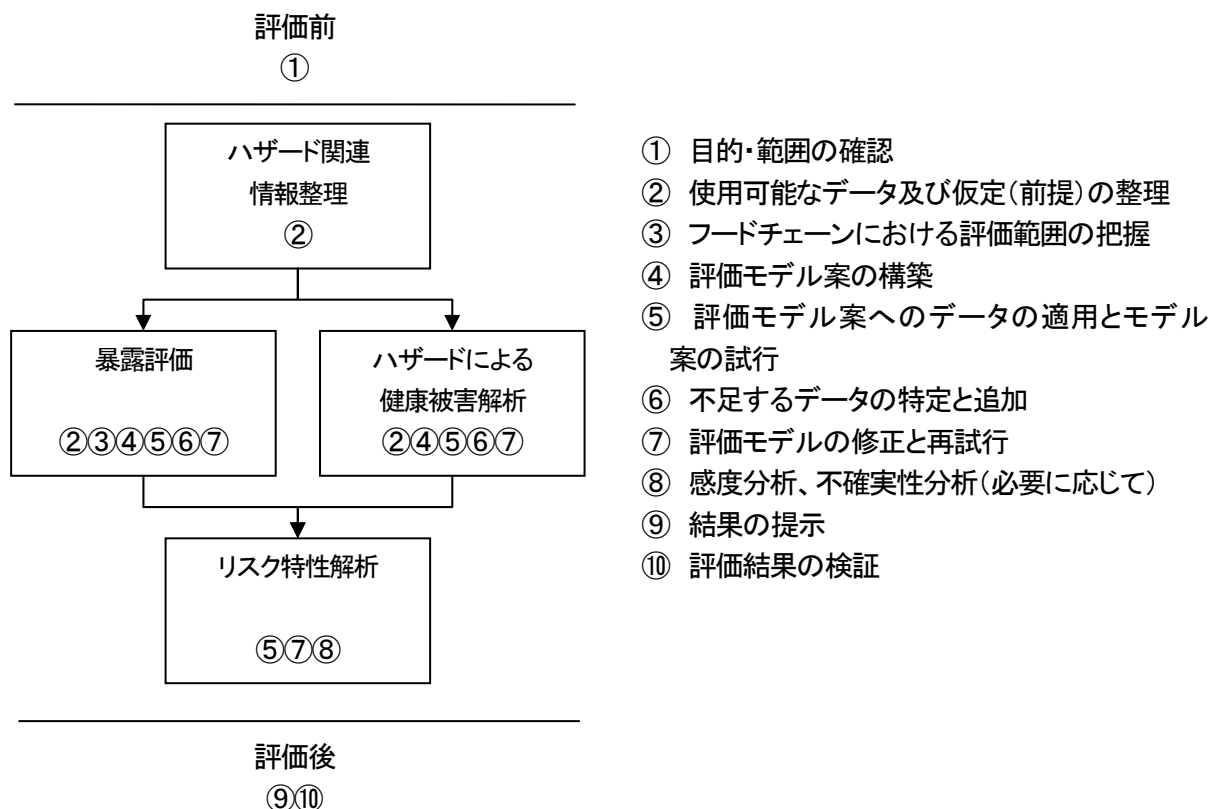 評価前
①
ハザード関連
情報整理
②
暴露評価
②③④⑤⑥⑦
ハザードによる
健康被害解析
②④⑤⑥⑦
リスク特性解析
⑤⑦⑧
評価後
⑨⑩
① 目的・範囲の確認
② 使用可能なデータ及び仮定（前提）の整理
③ フードチェーンにおける評価範囲の把握
④ 評価モデル案の構築
⑤ 評価モデル案へのデータの適用とモデル
案の試行
⑥ 不足するデータの特定と追加
⑦ 評価モデルの修正と再試行
⑧ 感度分析、不確実性分析（必要に応じて）
⑨ 結果の提示
⑩ 評価結果の検証